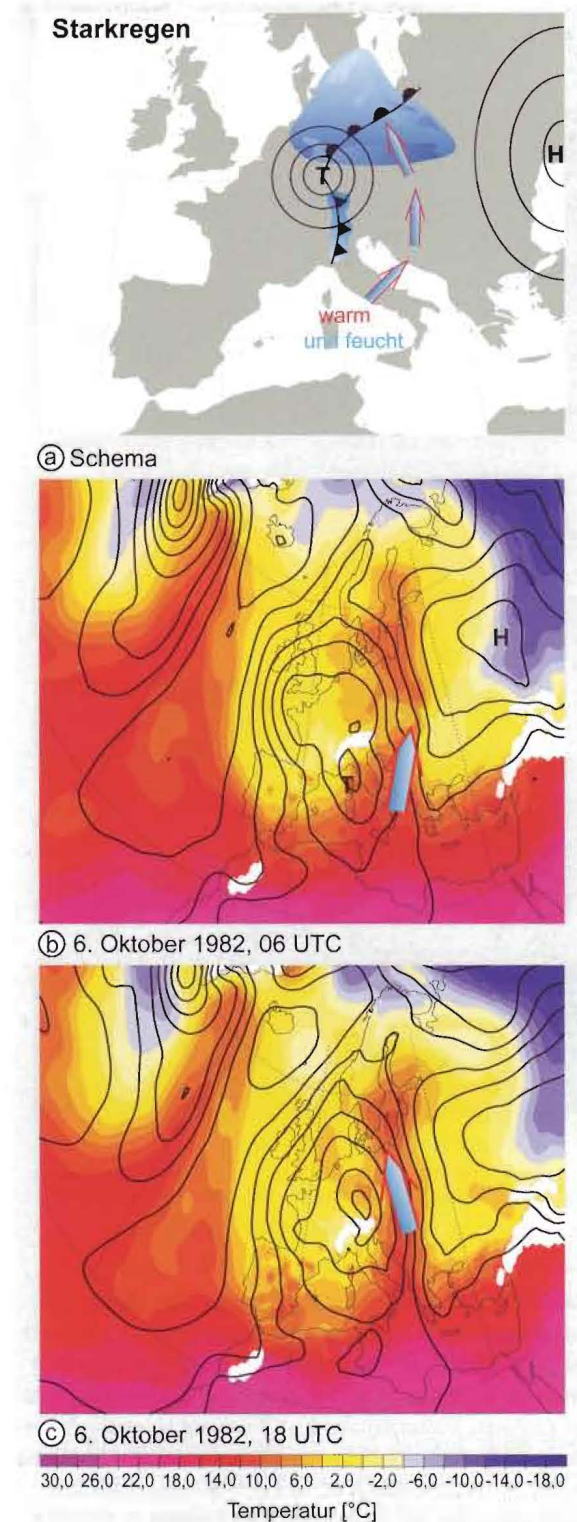 Starkregen
T
H
warm
und feucht
a Schema
H
T
b 6. Oktober 1982, 06 UTC
c 6. Oktober 1982, 18 UTC
30,0 26,0 22,0 18,0 14,0 10,0 6,0 2,0 -2,0 -6,0 -10,0 -14,0 -18,0
Temperatur [°C]